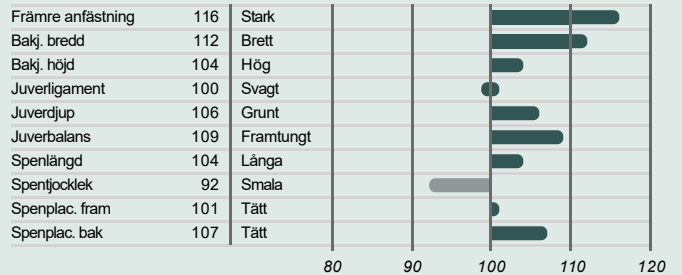 Främre anfästning 116 Stark
Bakj. bredd 112 Brett
Bakj. höjd 104 Hög
Juverligament 100 Svagt
Juverdjup 106 Grunt
Juverbalans 109 Framtungt
Spenlängd 104 Långa
Spentjocklek 92 Smala
Spenplac. fram 101 Tätt
Spenplac. bak 107 Tätt
80 90 100 110 120